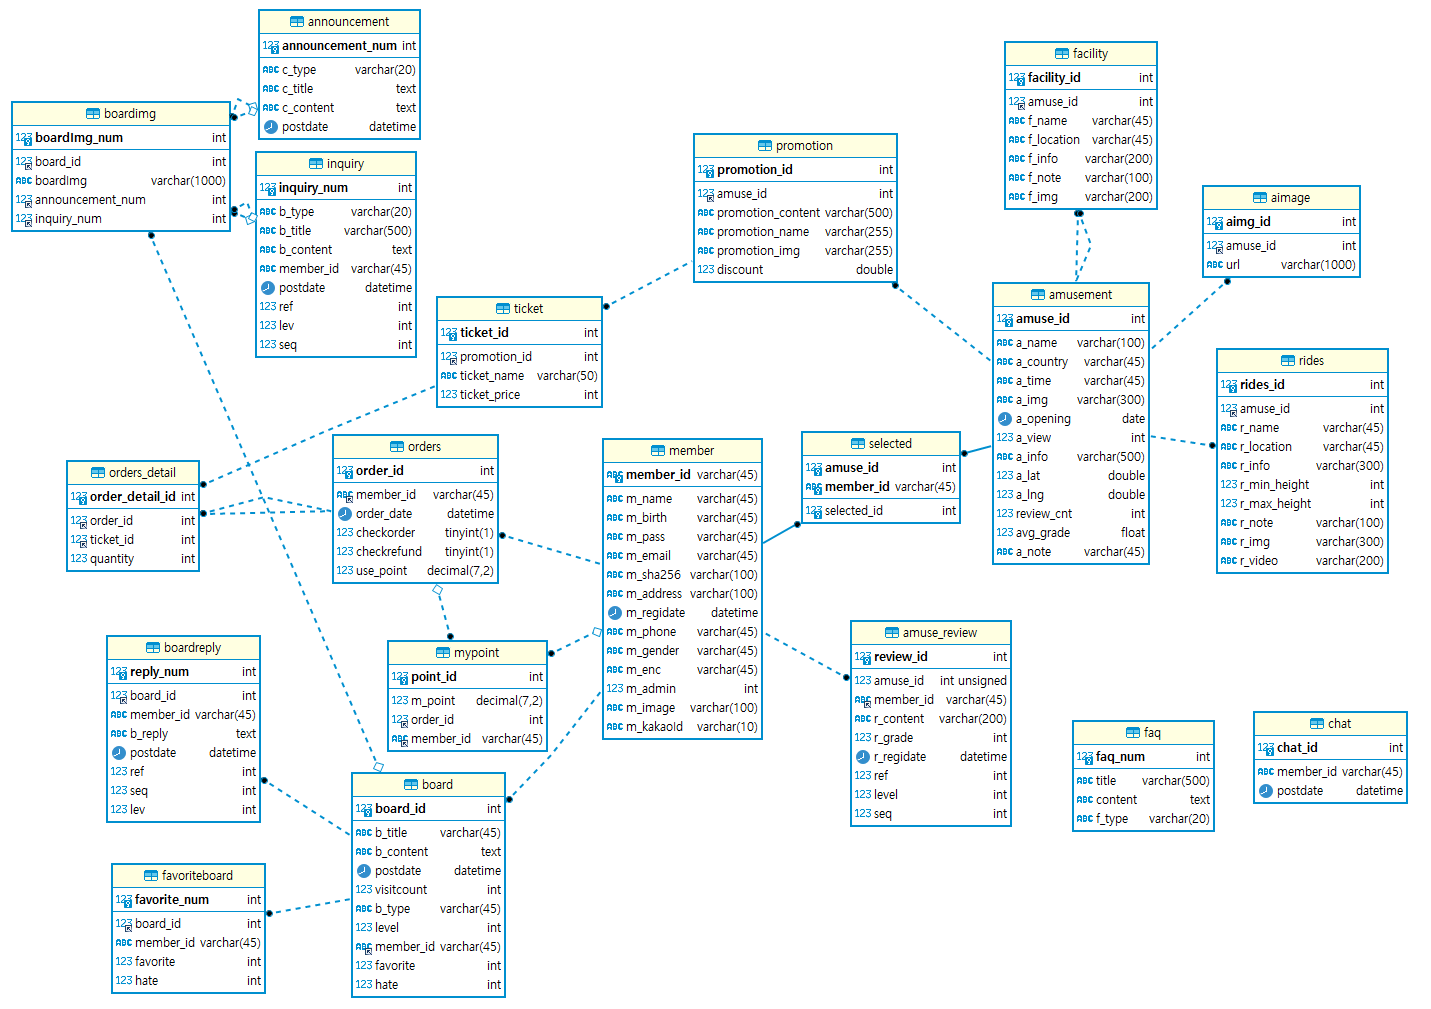 announcement
announcement_num int
c_type varchar(20)
c_title text
c_content text
postdate datetime
boardimg
boardImg_num int
board_id int
boardImg varchar(1000)
announcement_num int
inquiry_num int
inquiry
inquiry_num int
b_type varchar(20)
b_title varchar(500)
b_content text
member_id varchar(45)
postdate datetime
ref int
lev int
seq int
promotion
promotion_id int
amuse_id int
promotion_content varchar(500)
promotion_name varchar(255)
promotion_img varchar(255)
discount double
facility
facility_id int
amuse_id int
f_name varchar(45)
f_location varchar(45)
f_info varchar(200)
f_note varchar(100)
f_img varchar(200)
aimage
aimg_id int
amuse_id int
url varchar(1000)
ticket
ticket_id int
promotion_id int
ticket_name varchar(50)
ticket_price int
amusement
amuse_id int
a_name varchar(100)
a_country varchar(45)
a_time varchar(45)
a_img varchar(300)
a_opening date
a_view int
a_info varchar(500)
a_lat double
a_lng double
review_cnt int
avg_grade float
a_note varchar(45)
rides
rides_id int
amuse_id int
r_name varchar(45)
r_location varchar(45)
r_info varchar(300)
r_min_height int
r_max_height int
r_note varchar(100)
r_img varchar(300)
r_video varchar(200)
orders_detail
order_detail_id int
order_id int
ticket_id int
quantity int
orders
order_id int
member_id varchar(45)
order_date datetime
checkorder tinyint(1)
checkrefund tinyint(1)
use_point decimal(7,2)
member
member_id varchar(45)
m_name varchar(45)
m_birth varchar(45)
m_pass varchar(45)
m_email varchar(45)
m_sha256 varchar(100)
m_address varchar(100)
m_regidate datetime
m_phone varchar(45)
m_gender varchar(45)
m_enc varchar(45)
m_admin int
m_image varchar(100)
m_kakaoId varchar(10)
selected
amuse_id int
member_id varchar(45)
selected_id int
boardreply
reply_num int
board_id int
member_id varchar(45)
b_reply text
postdate datetime
ref int
seq int
lev int
mypoint
point_id int
m_point decimal(7,2)
order_id int
member_id varchar(45)
amuse_review
review_id int
amuse_id int unsigned
member_id varchar(45)
r_content varchar(200)
r_grade int
r_regidate datetime
ref int
level int
seq int
faq
faq_num int
title varchar(500)
content text
f_type varchar(20)
chat
chat_id int
member_id varchar(45)
postdate datetime
board
board_id int
b_title varchar(45)
b_content text
postdate datetime
visitcount int
b_type varchar(45)
level int
member_id varchar(45)
favorite int
hate int
favoriteboard
favorite_num int
board_id int
member_id varchar(45)
favorite int
hate int